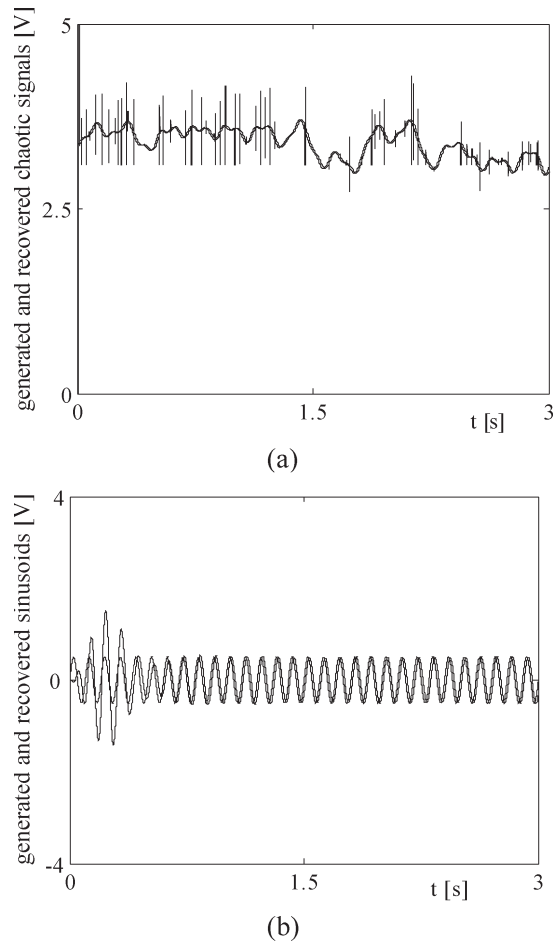 generated and recovered chaotic signals [V]
5
2.5
0
0
1.5
3
t [s]
(a)
generated and recovered sinusoids [V]
4
0
-4
0
1.5
3
t [s]
(b)